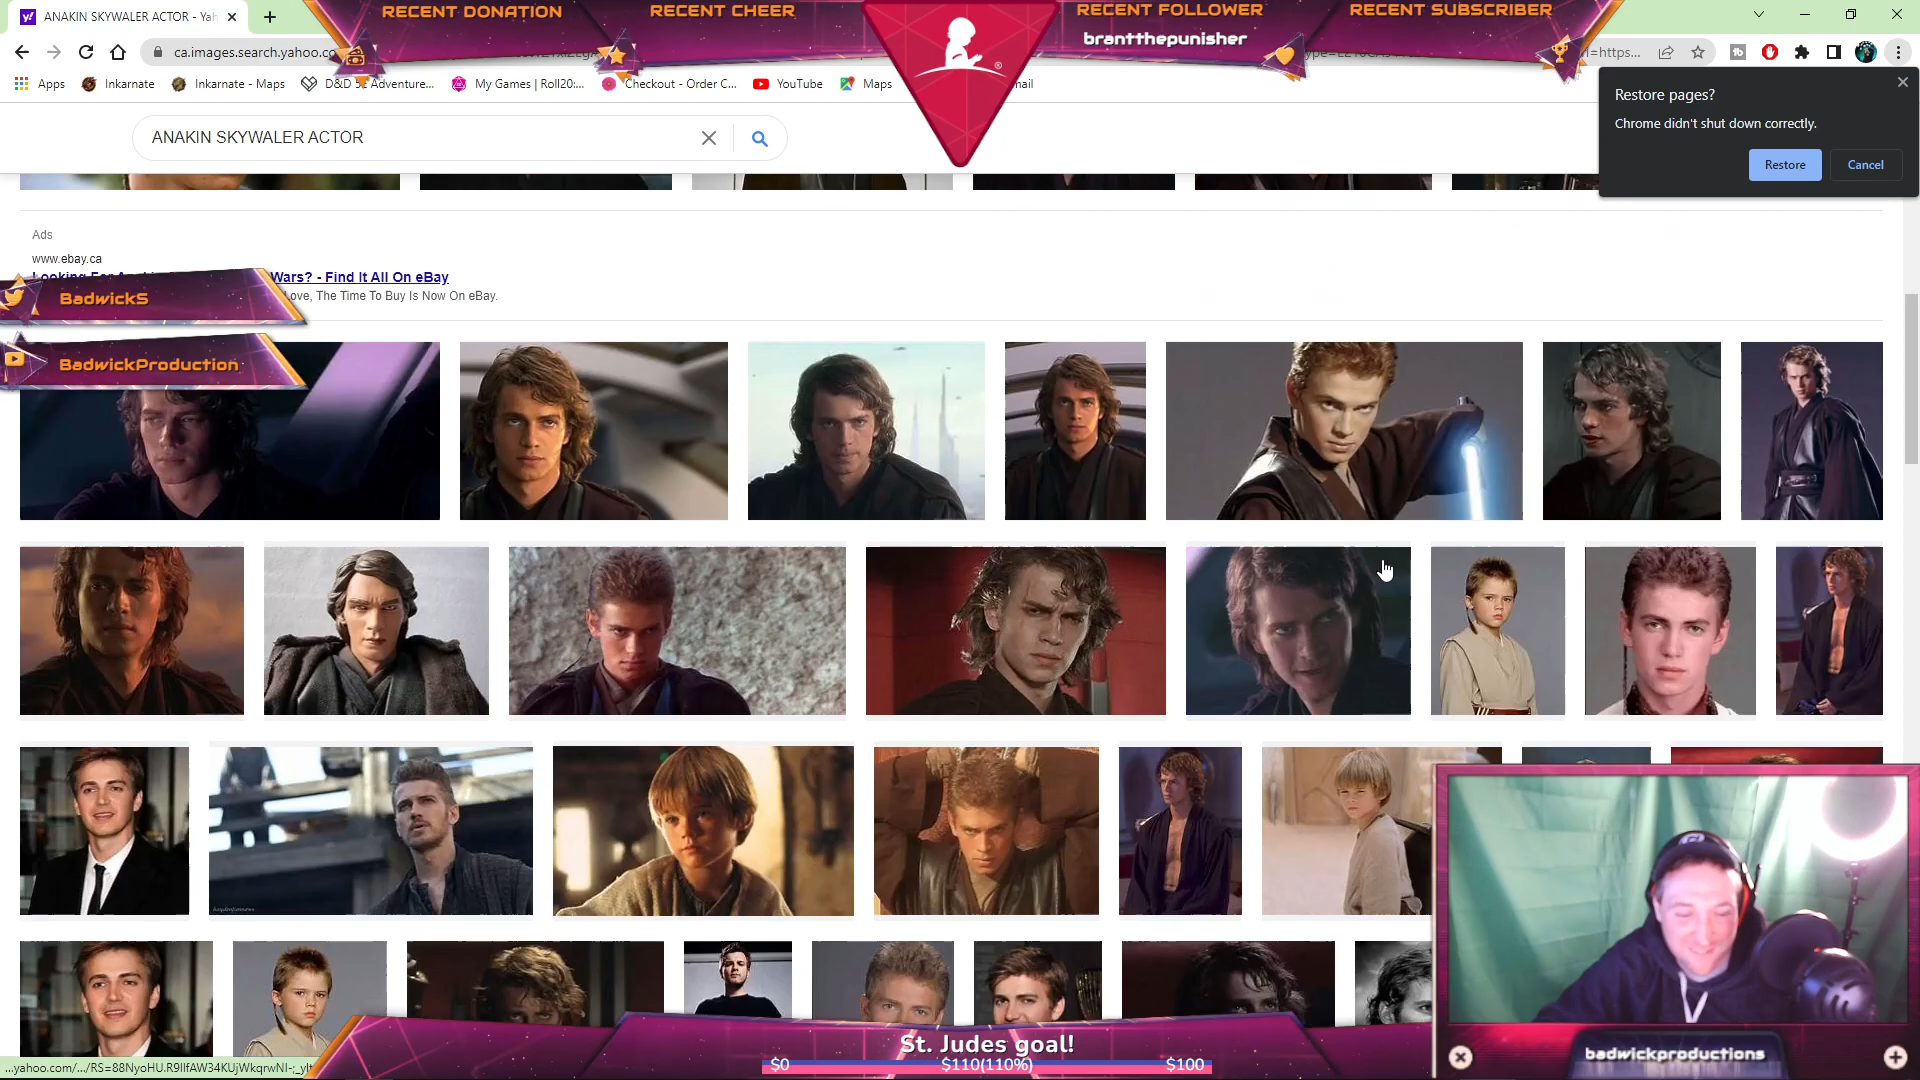 ANAKIN SKYWALER ACTOR - Yah
RECENT DONATION
RECENT CHEER
RECENT FOLLOWER
brantthepunisher
RECENT SUBSCRIBER
ca.images.search.yahoo.co
=https...
Apps
Inkarnate
Inkarnate - Maps
My Games | Roll20:...
Checkout - Order C...
YouTube
Maps
Restore pages?
Chrome didn't shut down correctly.
Restore
Cancel
ANAKIN SKYWALER ACTOR
Ads
www.ebay.ca
Wars? - Find It All On eBay
Love, The Time To Buy Is Now On eBay.
BadwickS
BadwickProduction
St. Judes goal!
$0
$110(110%)
$100
badwickproductions